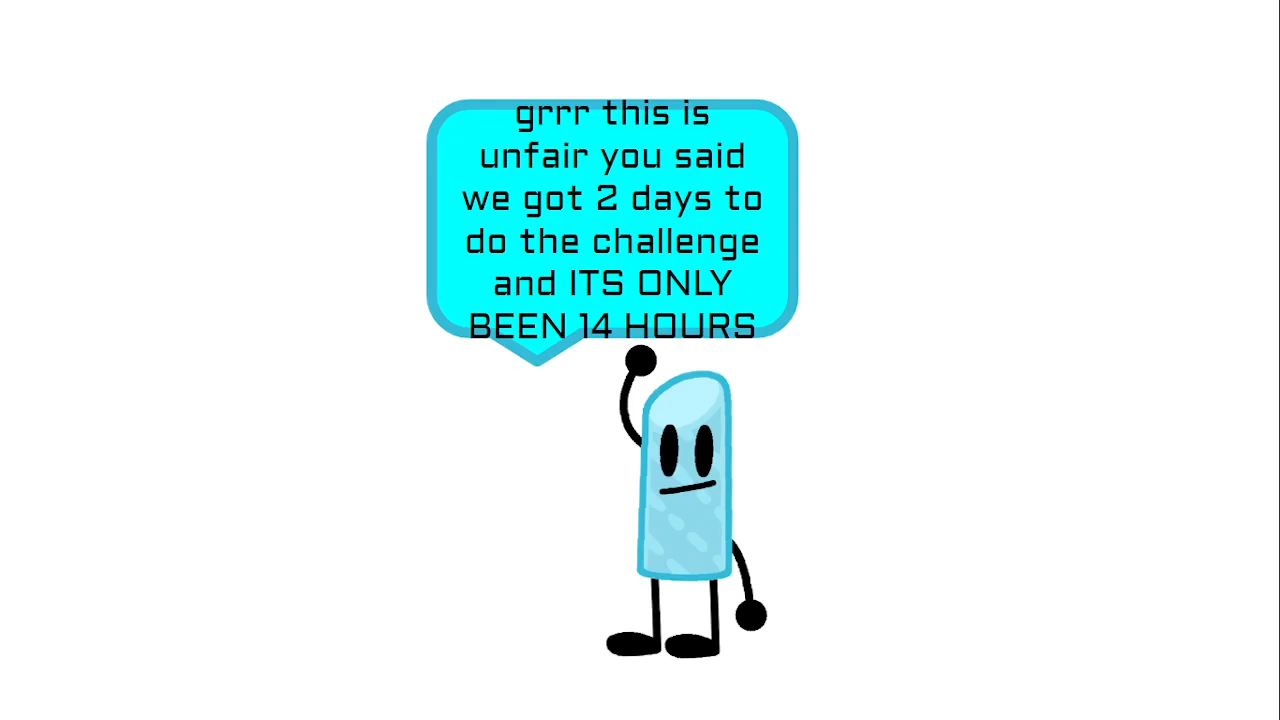 grrr this is
unfair you said
we got 2 days to
do the challenge
and ITS ONLY
BEEN 14 HOURS